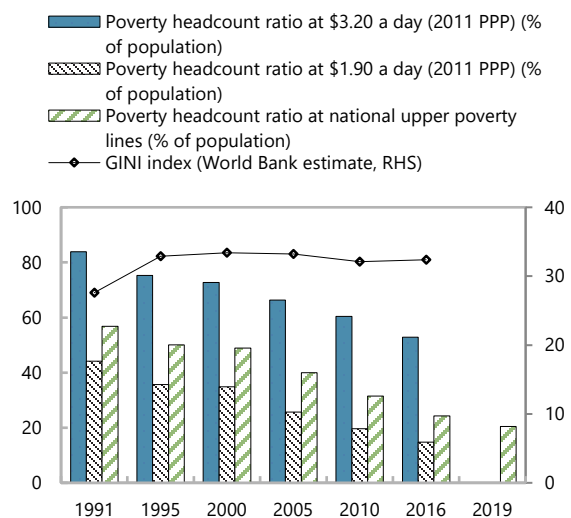 Poverty headcount ratio at $3.20 a day (2011 PPP) (%
of population)
Poverty headcount ratio at $1.90 a day (2011 PPP) (%
of population)
Poverty headcount ratio at national upper poverty
lines (% of population)
GINI index (World Bank estimate, RHS)
100 40
80
30
60
20
40
10
20
0 0
1991 1995 2000 2005 2010 2016 2019